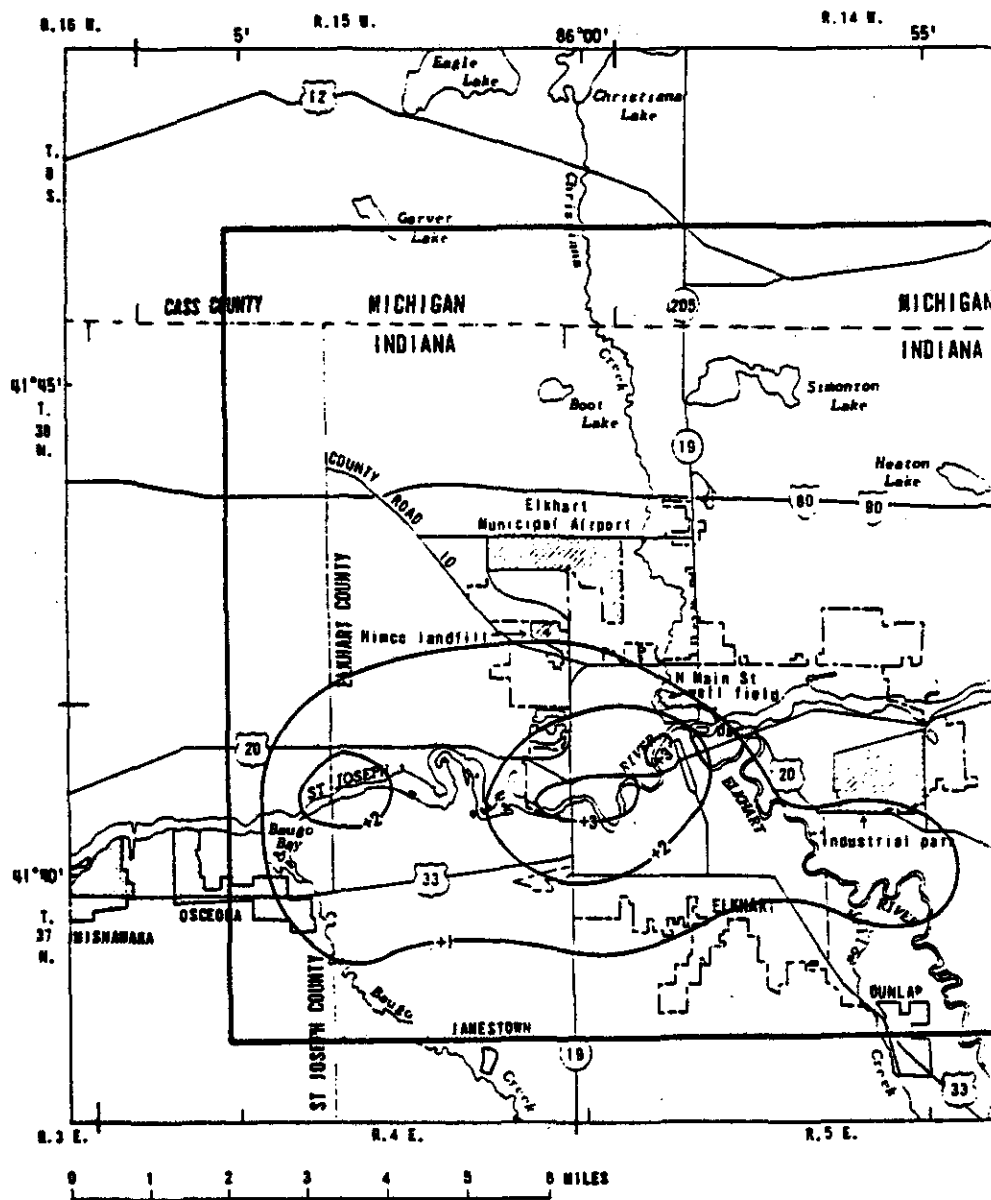 R.16 W.
R.15 W.
R.14 W.
5'
86°00'
55'
Eagle
Lake
12
Christiana
Lake
T.
8
S.
Christiana
Garver
Lake
CASS COUNTY
MICHIGAN
MICHIGAN
205
INDIANA
INDIANA
41°45'
Creek
Simonton
Lake
T.
38
N.
Boot
Lake
19
COUNTY
ROAD
10
Heaton
Lake
80
80
Elkhart
Municipal Airport
ELKHART COUNTY
Himco landfill
N Main St
well field
20
RIVER
+3
20
ST. JOSEPH
ELKHART
+2
+3
Industrial par
Baugo
Bay
+2
41°40'
33
OSCEOLA
ELKHART
RIVER
T.
37
N.
MISHAWAKA
+1
Baugo
DUNLAP
JAMESTOWN
ST JOSEPH COUNTY
19
Creek
Creek
33
R.3 E.
R.4 E.
R.5 E.
0 1 2 3 4 5 6 MILES